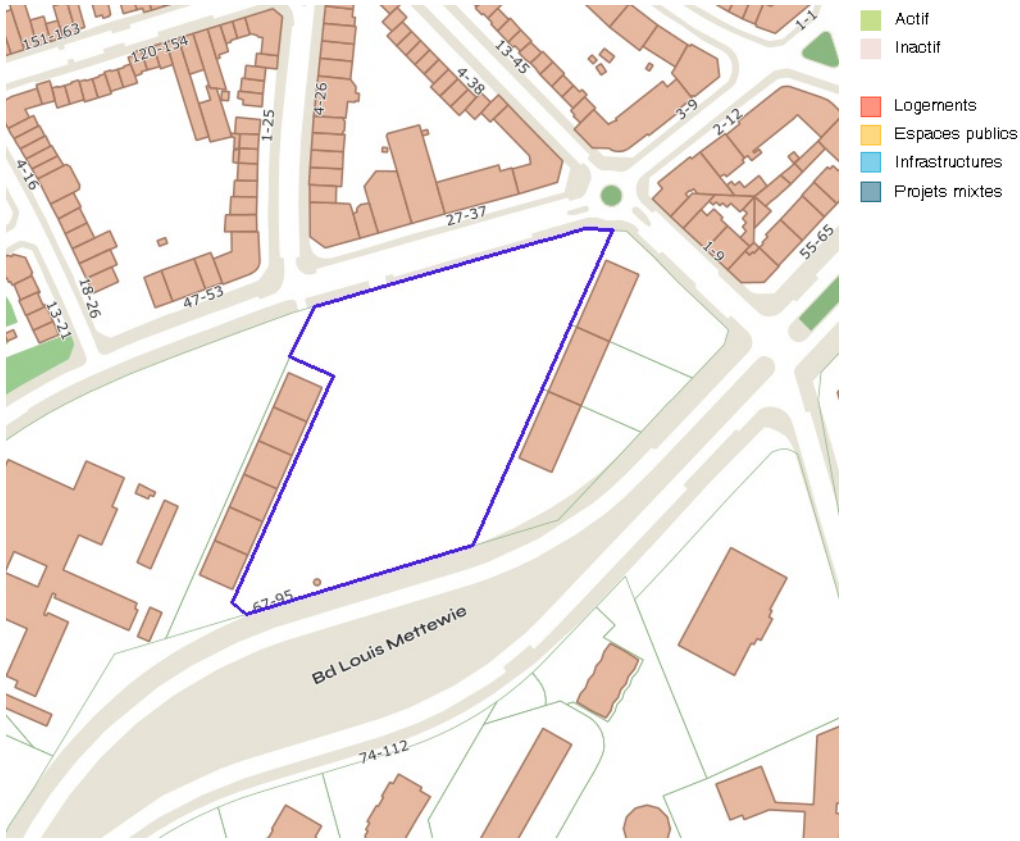 151-163
120-154
1-1
Actif
Inactif
13-45
4-38
4-26
1-25
3-9
2-12
Logements
Espaces publics
Infrastructures
Projets mixtes
4-16
27-37
1-9
55-65
18-26
47-53
13-21
67-95
Bd Louis Mettewie
74-112